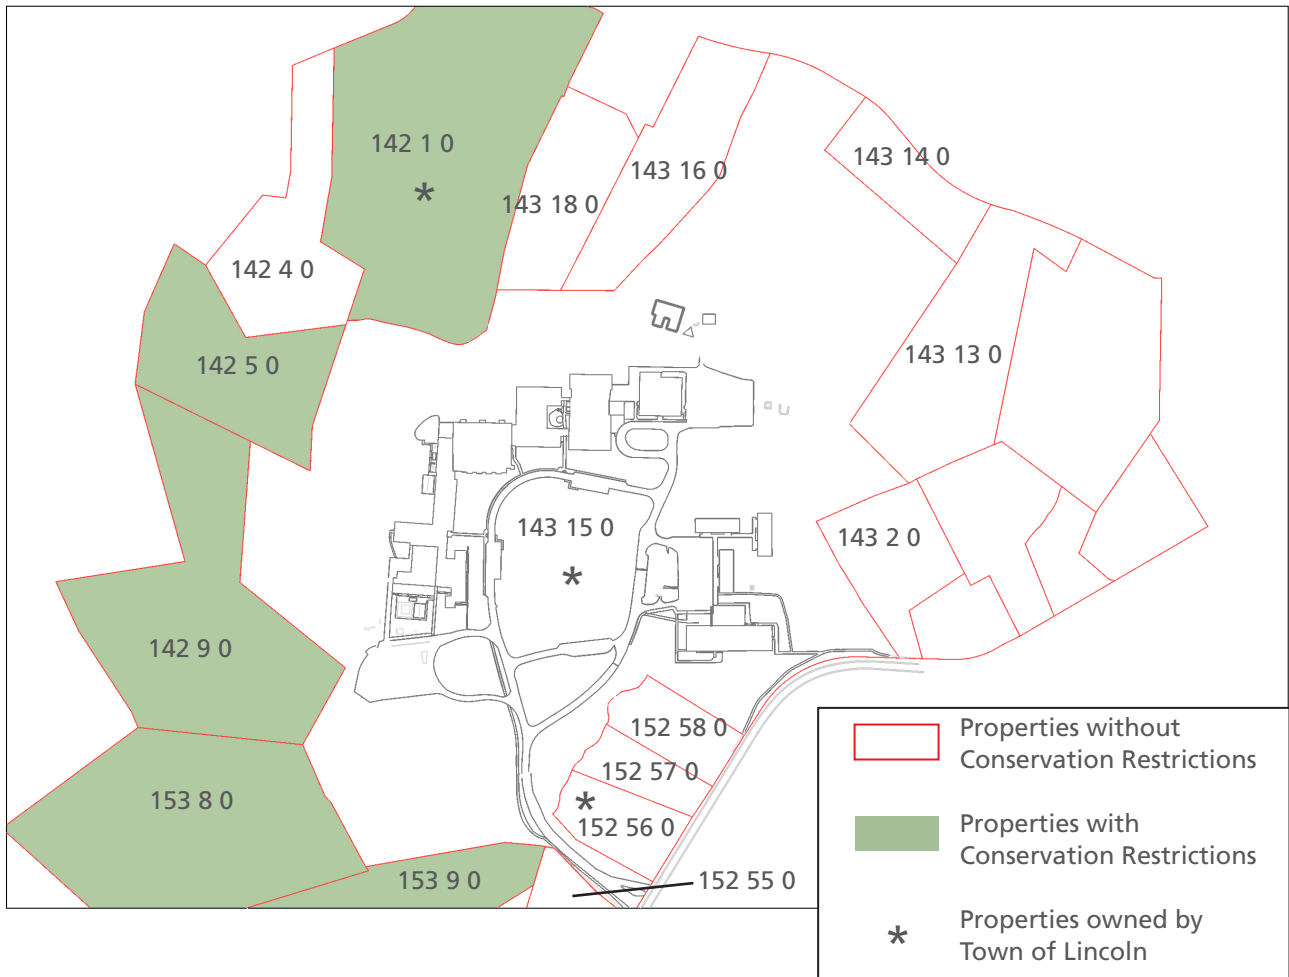 142 1 0
*
143 16 0
143 14 0
143 18 0
142 4 0
142 5 0
143 13 0
143 15 0
*
143 2 0
142 9 0
152 58 0
152 57 0
*
152 56 0
153 8 0
153 9 0
152 55 0
Properties without
Conservation Restrictions
Properties with
Conservation Restrictions
* Properties owned by
Town of Lincoln